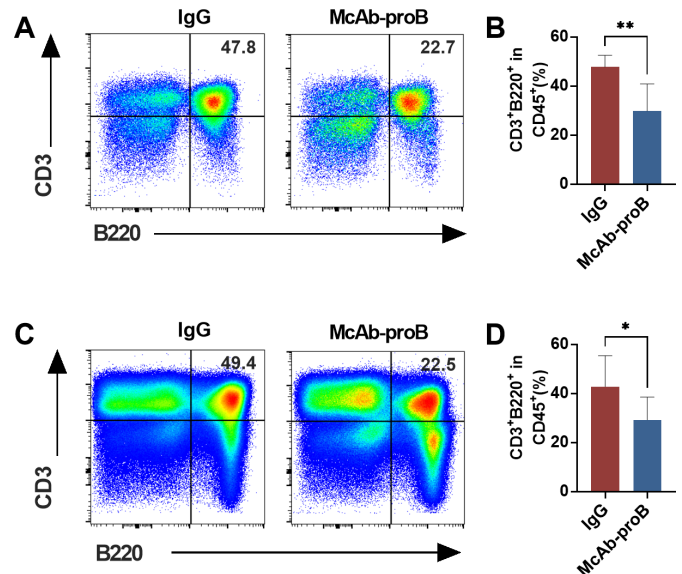 A
IgG
McAb-proB
47.8
22.7
CD3
B220
B
**
CD3⁺B220⁺ in
CD45⁺(%)
60
40
20
0
IgG
McAb-proB
C
IgG
McAb-proB
49.4
22.5
CD3
B220
D
*
CD3⁺B220⁺ in
CD45⁺(%)
60
40
20
0
IgG
McAb-proB